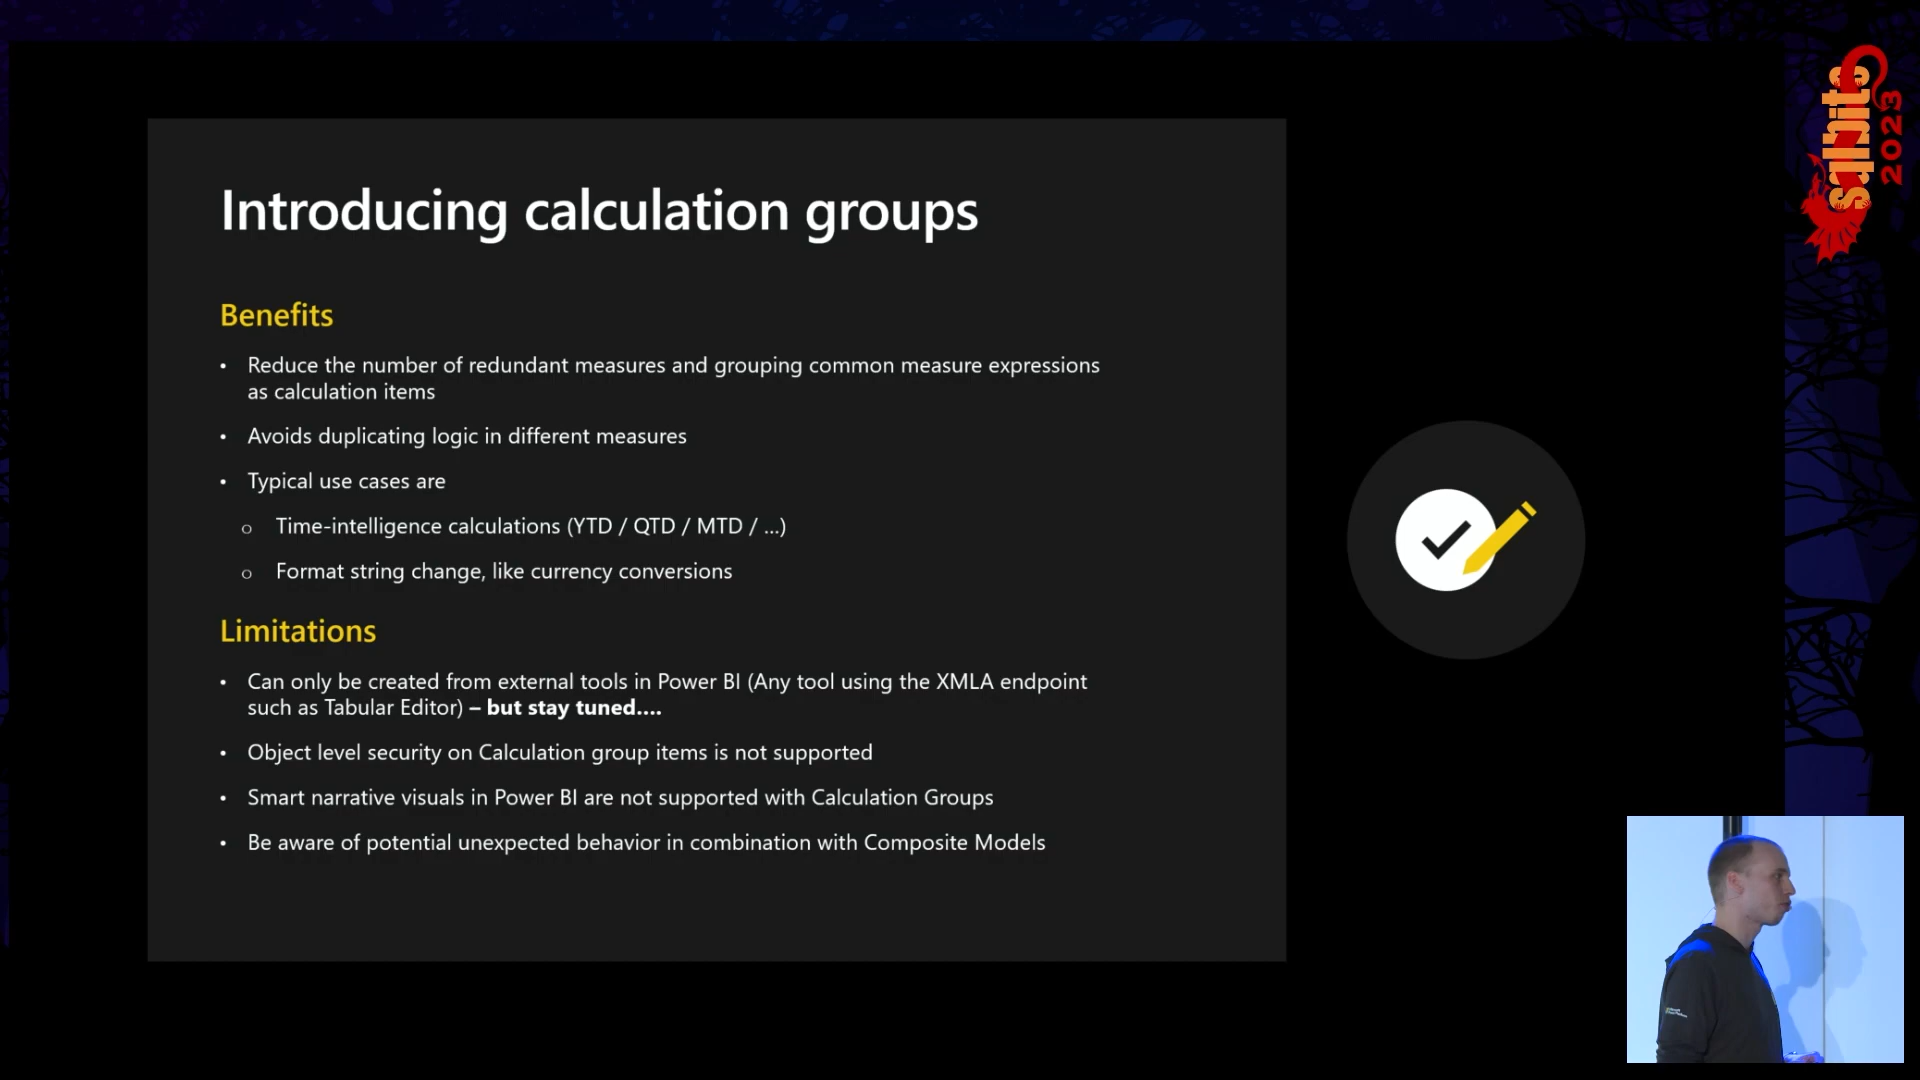 Introducing calculation groups
Benefits
• Reduce the number of redundant measures and grouping common measure expressions
as calculation items
• Avoids duplicating logic in different measures
• Typical use cases are
o Time-intelligence calculations (YTD / QTD / MTD / ...)
o Format string change, like currency conversions
Limitations
• Can only be created from external tools in Power BI (Any tool using the XMLA endpoint
such as Tabular Editor) – but stay tuned....
• Object level security on Calculation group items is not supported
• Smart narrative visuals in Power BI are not supported with Calculation Groups
• Be aware of potential unexpected behavior in combination with Composite Models
sqlbits
2023